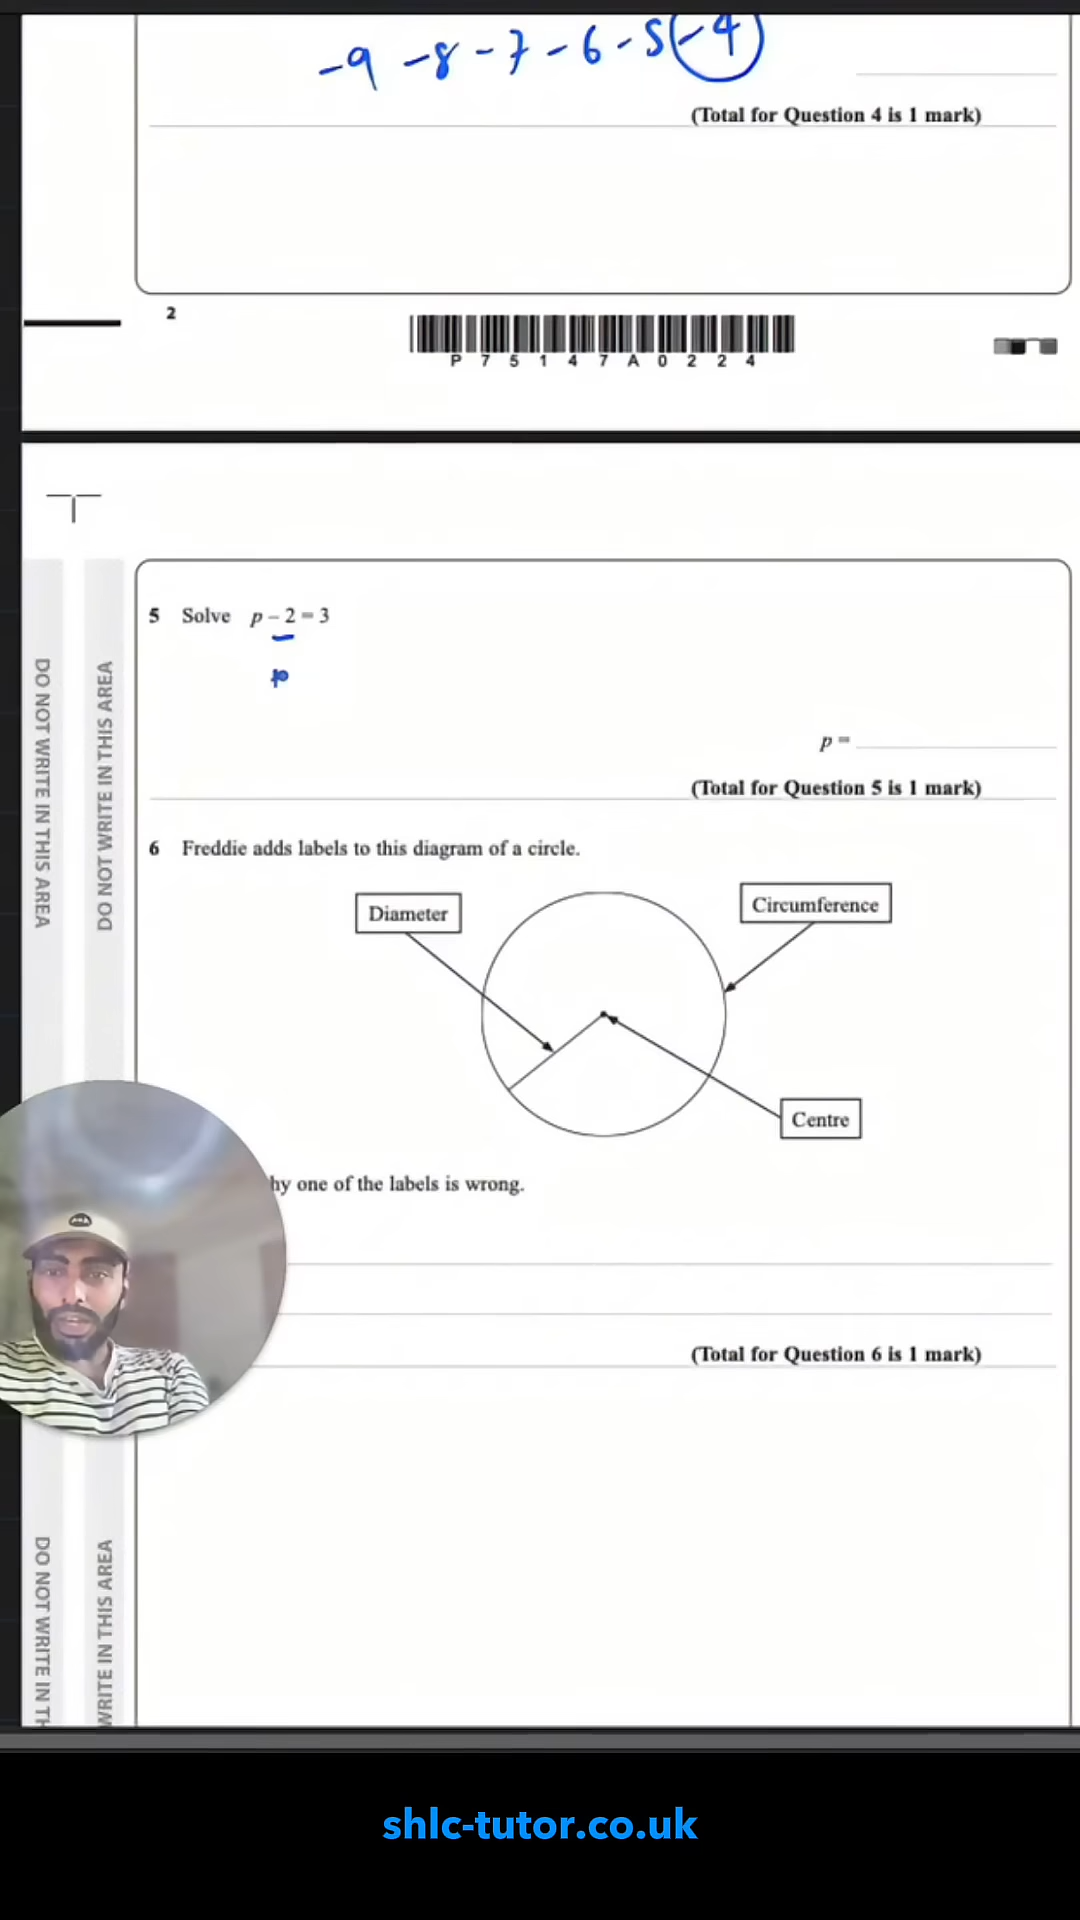 -9 -8 -7 -6 -5 -4
(Total for Question 4 is 1 mark)
2
P 7 5 1 4 7 A 0 2 2 4
DO NOT WRITE IN THIS AREA
DO NOT WRITE IN THIS AREA
5 Solve p – 2 = 3
p
p =
(Total for Question 5 is 1 mark)
6 Freddie adds labels to this diagram of a circle.
Diameter
Circumference
Centre
one of the labels is wrong.
(Total for Question 6 is 1 mark)
DO NOT WRITE IN
WRITE IN THIS AREA
shlc-tutor.co.uk